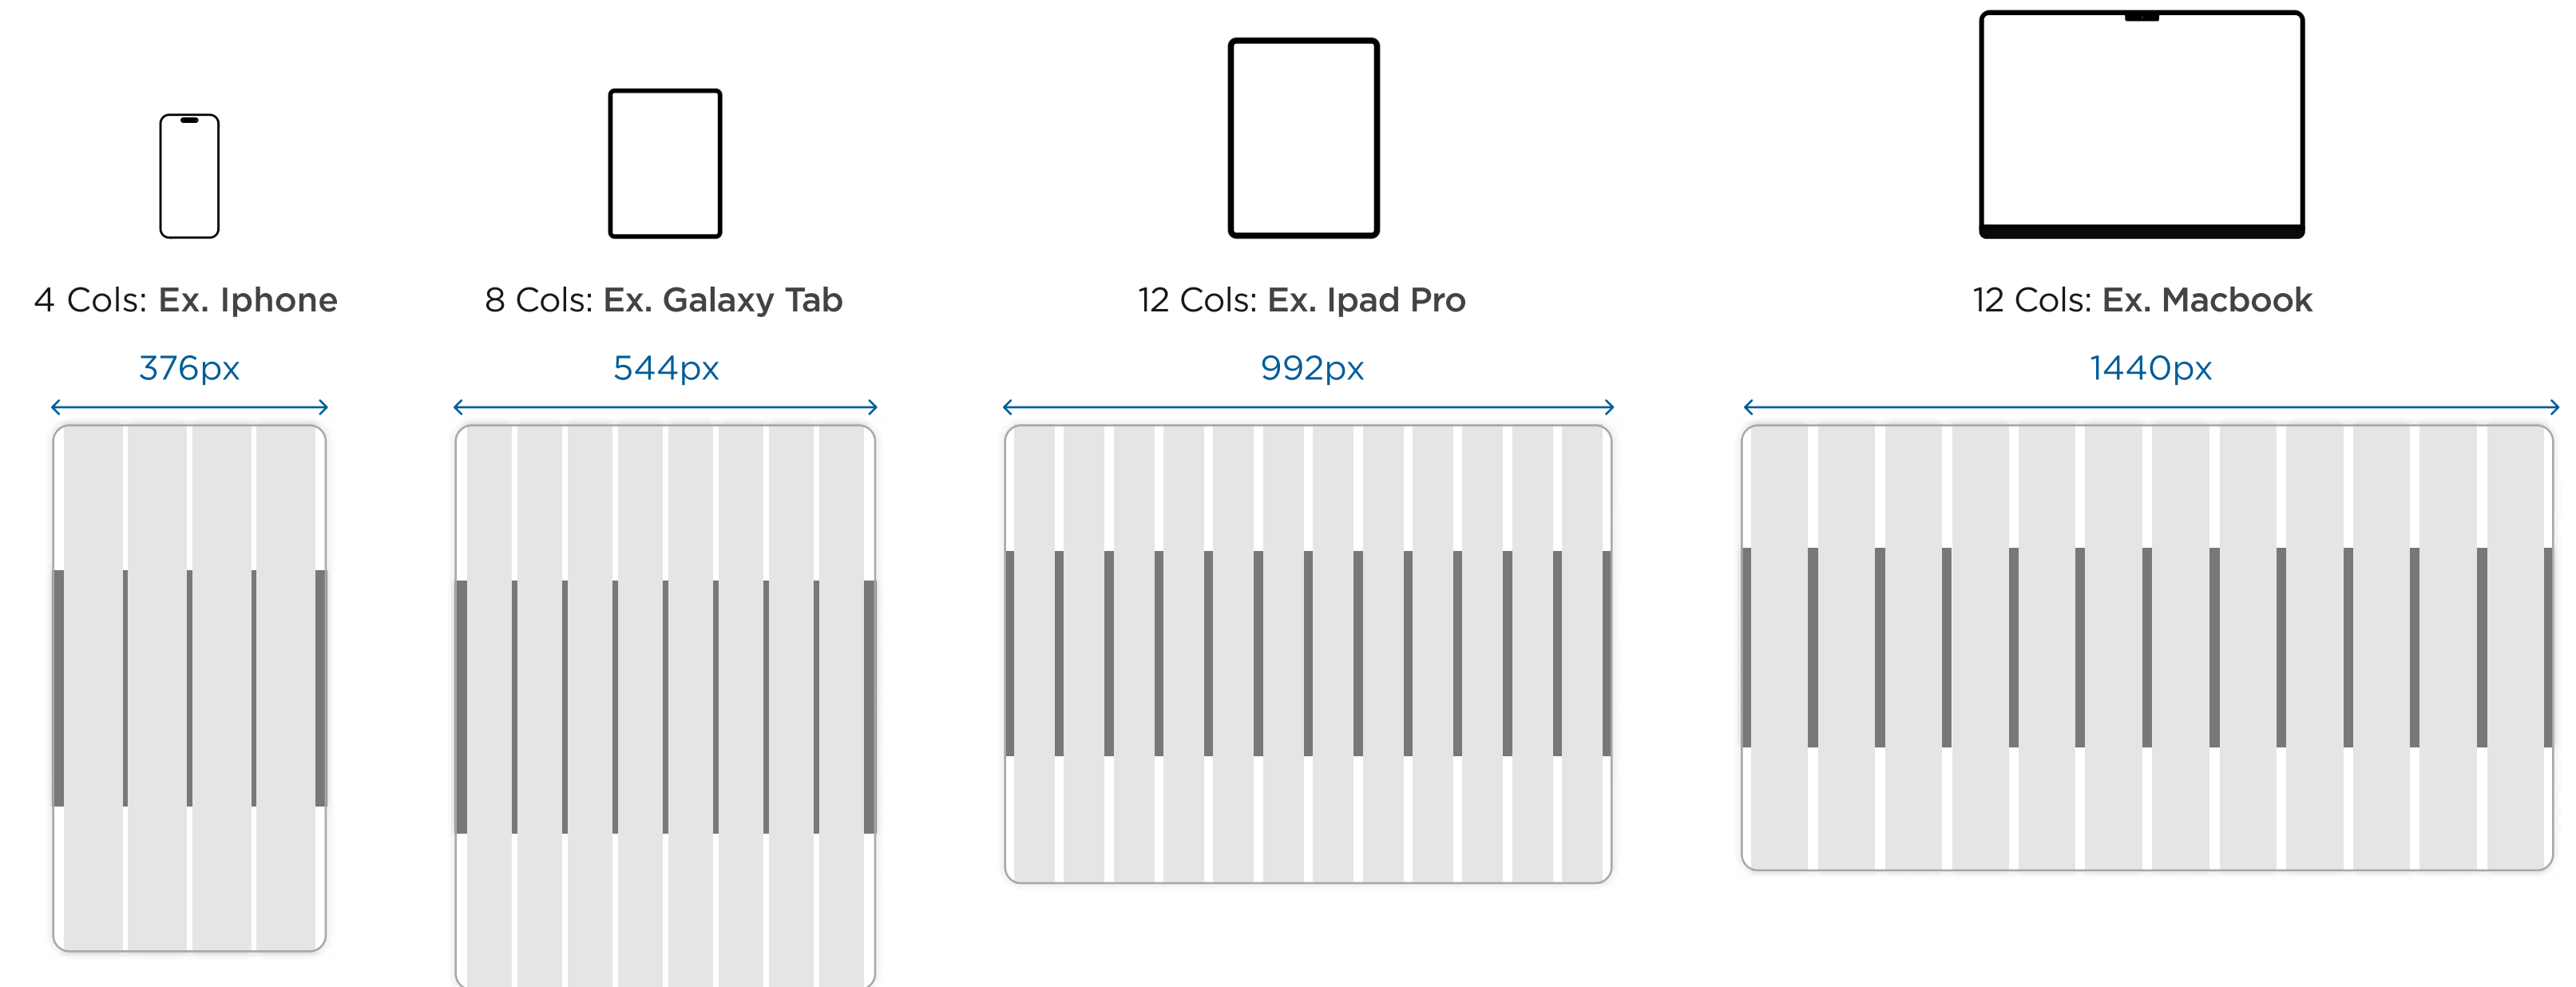 4 Cols: Ex. Iphone
376px
8 Cols: Ex. Galaxy Tab
544px
12 Cols: Ex. Ipad Pro
992px
12 Cols: Ex. Macbook
1440px